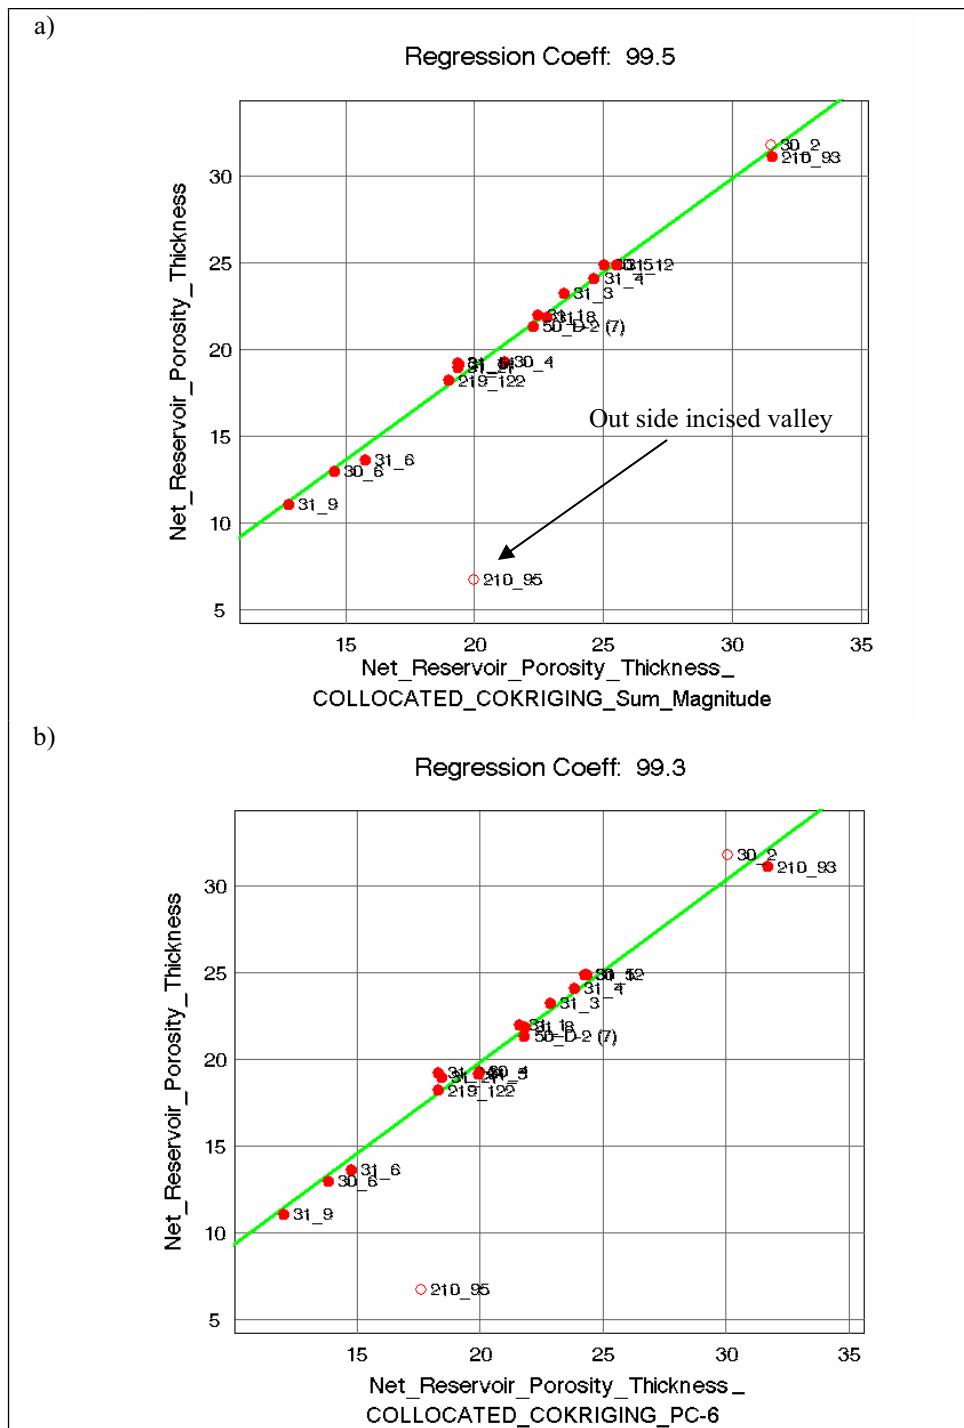 a)
Regression Coeff: 99.5
Net_Reservoir_Porosity_Thickness
30
25
20
15
10
5
30_2
210_93
31_4
31_3
50_D-2 (7)
30_4
219_122
Out side incised valley
31_6
30_6
31_9
210_95
15 20 25 30 35
Net_Reservoir_Porosity_Thickness_
COLLOCATED_COKRIGING_Sum_Magnitude
b)
Regression Coeff: 99.3
Net_Reservoir_Porosity_Thickness
30
25
20
15
10
5
30_2
210_93
31_4
31_3
31_8
50_D-2 (7)
219_122
31_6
30_6
31_9
210_95
15 20 25 30 35
Net_Reservoir_Porosity_Thickness_
COLLOCATED_COKRIGING_PC-6